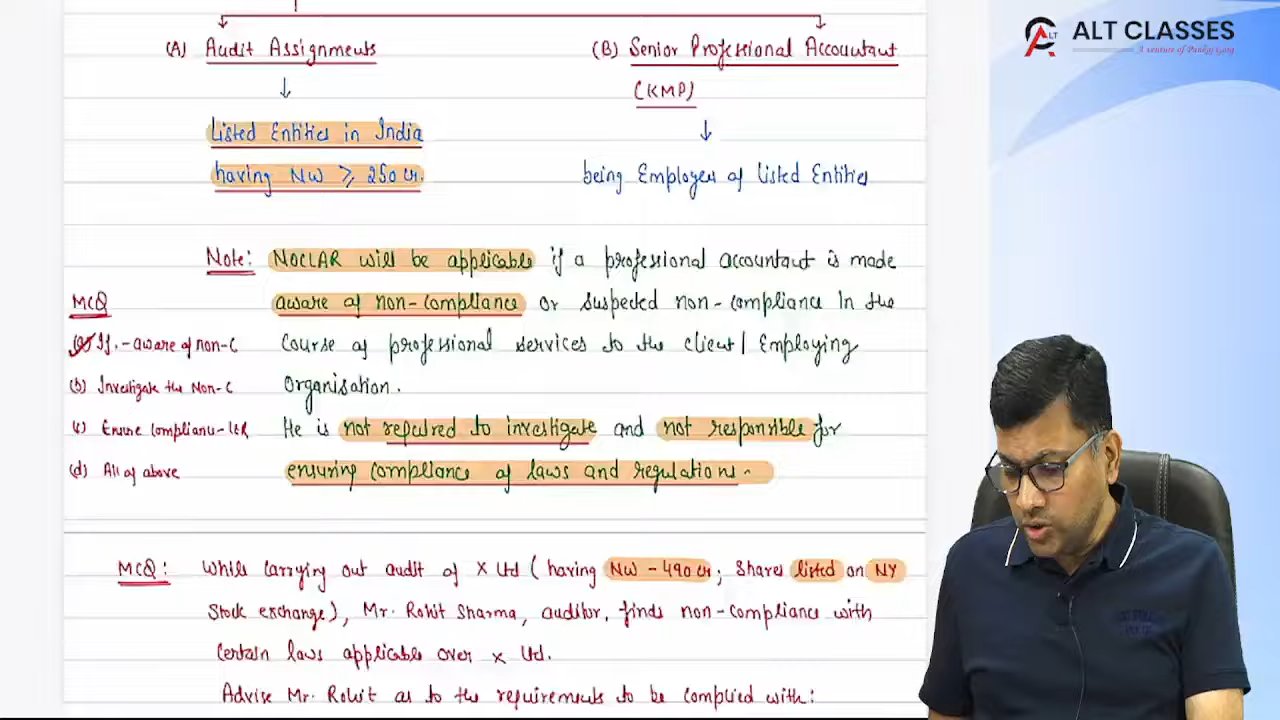 ALT CLASSES
A venture of Pankaj Garg
(A) Audit Assignments
(B) Senior Professional Accountant
(KMP)
Listed Entities in India
having NW ≥ 250 cr.
being Employees of Listed Entities
Note: NOCLAR will be applicable if a professional accountant is made
aware of non-compliance or suspected non-compliance in the
course of professional services to the client / Employing
Organisation.
He is not required to investigate and not responsible for
ensuring compliance of laws and regulations.
MCQ
(a) If.-aware of non-C
(b) Investigate the Non-C
(c) Ensure compliance-L&R
(d) All of above
MCQ: While carrying out audit of X Ltd (having NW - 490 cr; shares listed on NY
Stock exchange), Mr. Rohit Sharma, auditor, finds non-compliance with
certain laws applicable over X Ltd.
Advise Mr. Rohit as to the requirements to be complied with: